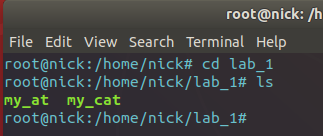 root@nick: /h
File Edit View Search Terminal Help
root@nick:/home/nick# cd lab_1
root@nick:/home/nick/lab_1# ls
my_at my_cat
root@nick:/home/nick/lab_1#